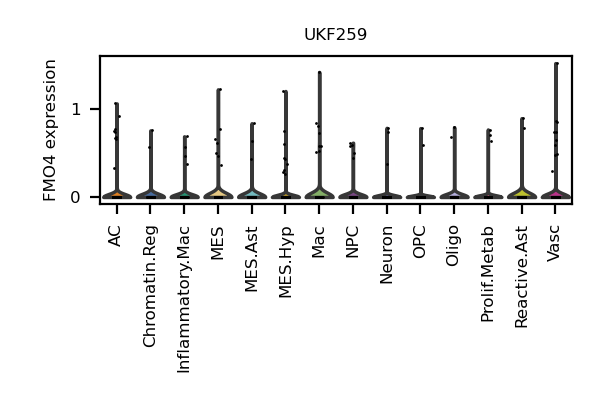 UKF259
FMO4 expression
1
0
AC
Chromatin.Reg
Inflammatory.Mac
MES
MES.Ast
MES.Hyp
Mac
NPC
Neuron
OPC
Oligo
Prolif.Metab
Reactive.Ast
Vasc